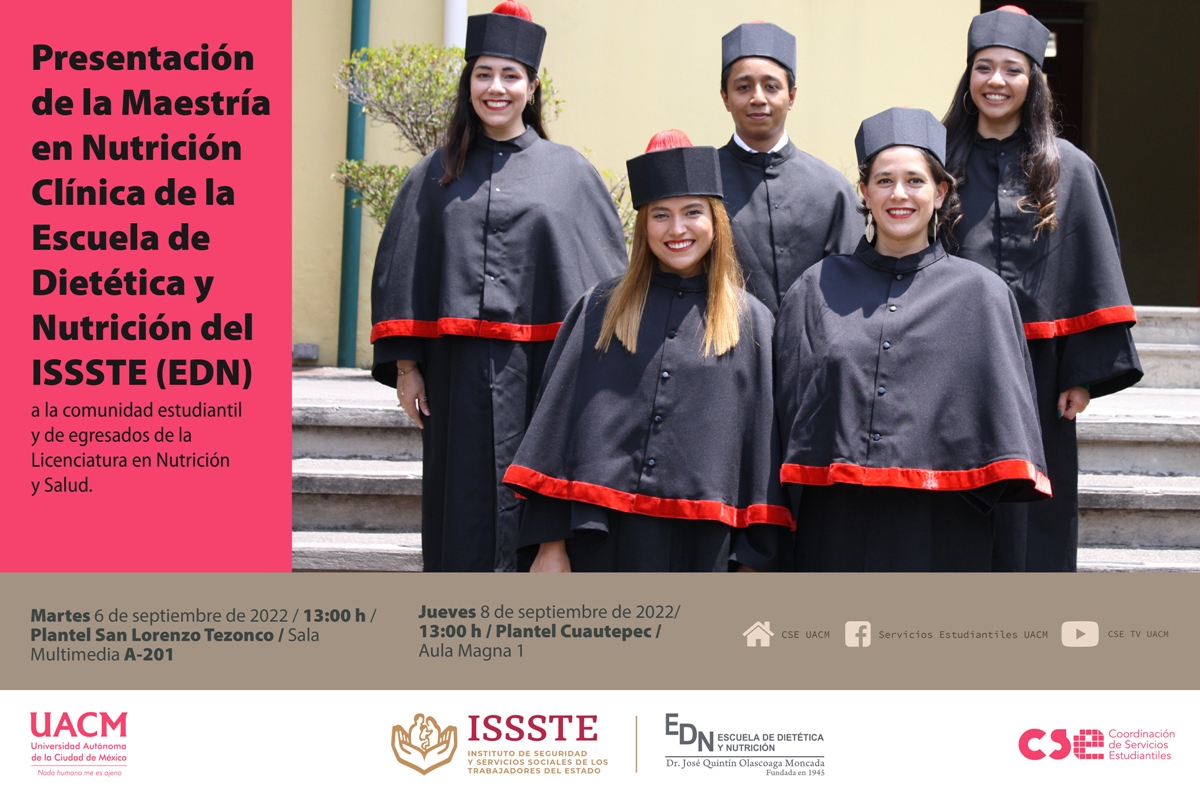 Presentación
de la Maestría
en Nutrición
Clínica de la
Escuela de
Dietética y
Nutrición del
ISSSTE (EDN)
a la comunidad estudiantil
y de egresados de la
Licenciatura en Nutrición
y Salud.
Martes 6 de septiembre de 2022 / 13:00 h /
Plantel San Lorenzo Tezonco / Sala
Multimedia A-201
Jueves 8 de septiembre de 2022/
13:00 h / Plantel Cuautepec /
Aula Magna 1
CSE UACM
Servicios Estudiantiles UACM
CSE TV UACM
UACM
Universidad Autónoma
de la Ciudad de México
Nada humano me es ajeno
ISSSTE
INSTITUTO DE SEGURIDAD
Y SERVICIOS SOCIALES DE LOS
TRABAJADORES DEL ESTADO
EDN ESCUELA DE DIETÉTICA
Y NUTRICIÓN
Dr. José Quintín Olascoaga Moncada
Fundada en 1945
cse
Coordinación
de Servicios
Estudiantiles